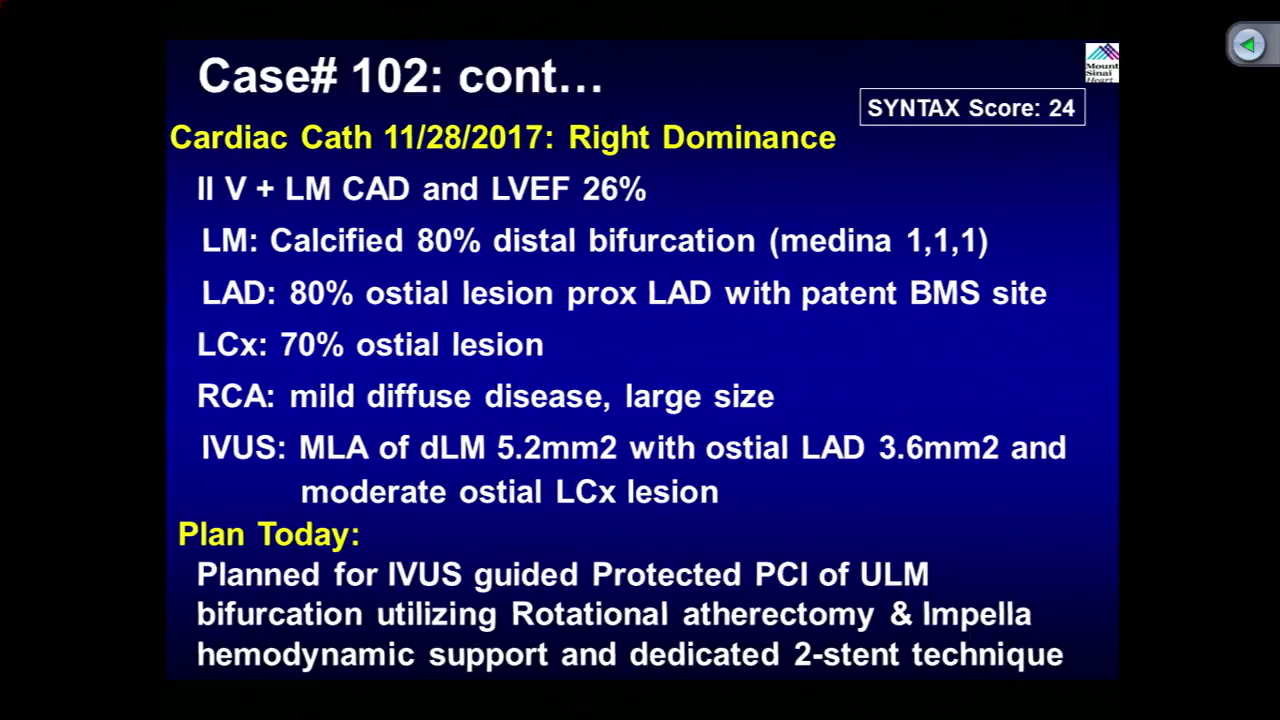 Case# 102: cont…
Mount
Sinai
Heart
SYNTAX Score: 24
Cardiac Cath 11/28/2017: Right Dominance
II V + LM CAD and LVEF 26%
LM: Calcified 80% distal bifurcation (medina 1,1,1)
LAD: 80% ostial lesion prox LAD with patent BMS site
LCx: 70% ostial lesion
RCA: mild diffuse disease, large size
IVUS: MLA of dLM 5.2mm2 with ostial LAD 3.6mm2 and
moderate ostial LCx lesion
Plan Today:
Planned for IVUS guided Protected PCI of ULM
bifurcation utilizing Rotational atherectomy & Impella
hemodynamic support and dedicated 2-stent technique